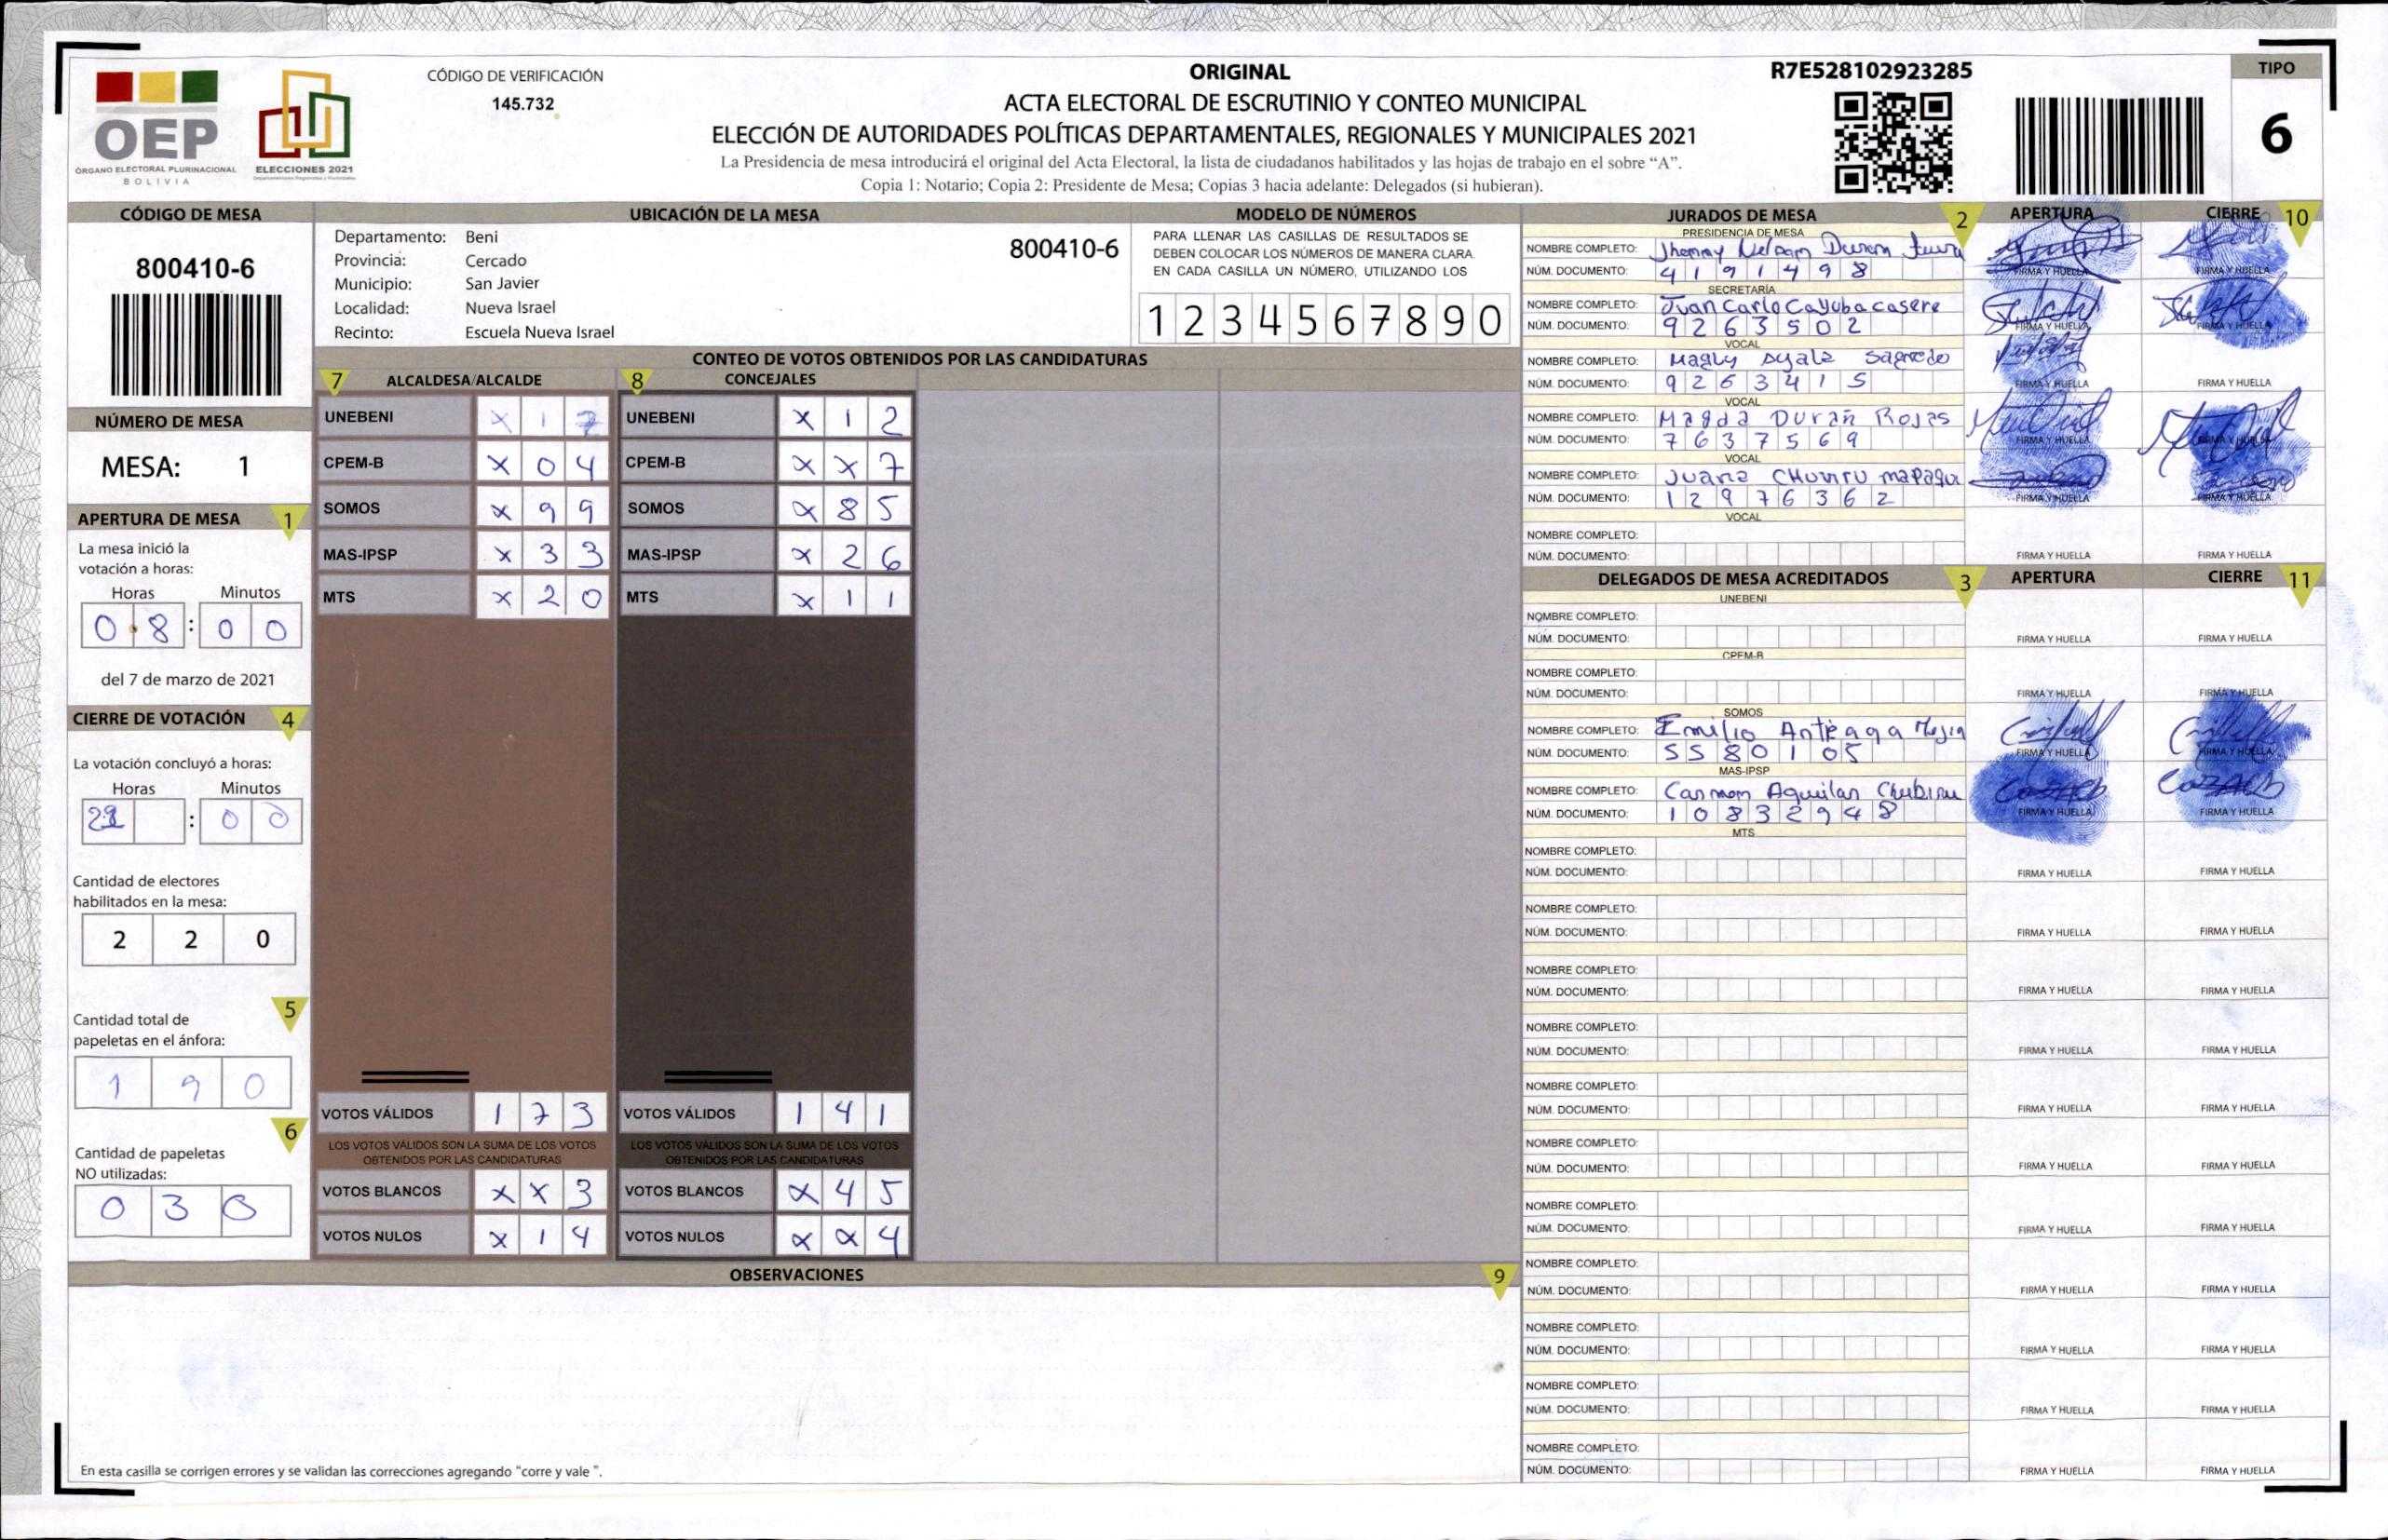 OEP
ÓRGANO ELECTORAL PLURINACIONAL
BOLIVIA
ELECCIONES 2021
CÓDIGO DE VERIFICACIÓN
145.732
ORIGINAL
ACTA ELECTORAL DE ESCRUTINIO Y CONTEO MUNICIPAL
ELECCIÓN DE AUTORIDADES POLÍTICAS DEPARTAMENTALES, REGIONALES Y MUNICIPALES 2021
La Presidencia de mesa introducirá el original del Acta Electoral, la lista de ciudadanos habilitados y las hojas de trabajo en el sobre “A”.
Copia 1: Notario; Copia 2: Presidente de Mesa; Copias 3 hacia adelante: Delegados (si hubieran).
R7E528102923285
TIPO
6
CÓDIGO DE MESA
800410-6
NÚMERO DE MESA
MESA: 1
APERTURA DE MESA 1
La mesa inició la
votación a horas:
Horas Minutos
0 8 : 0 0
del 7 de marzo de 2021
CIERRE DE VOTACIÓN 4
La votación concluyó a horas:
Horas Minutos
: 0 0
Cantidad de electores
habilitados en la mesa:
2 2 0
5
Cantidad total de
papeletas en el ánfora:
1 9 0
6
Cantidad de papeletas
NO utilizadas:
0 3 0
UBICACIÓN DE LA MESA
Departamento: Beni
Provincia: Cercado
Municipio: San Javier
Localidad: Nueva Israel
Recinto: Escuela Nueva Israel
800410-6
MODELO DE NÚMEROS
PARA LLENAR LAS CASILLAS DE RESULTADOS SE
DEBEN COLOCAR LOS NÚMEROS DE MANERA CLARA.
EN CADA CASILLA UN NÚMERO, UTILIZANDO LOS
1 2 3 4 5 6 7 8 9 0
CONTEO DE VOTOS OBTENIDOS POR LAS CANDIDATURAS
7 ALCALDESA/ALCALDE
UNEBENI X 1 7
CPEM-B X 0 4
SOMOS X 9 9
MAS-IPSP X 3 3
MTS X 2 0
VOTOS VÁLIDOS 1 7 3
LOS VOTOS VÁLIDOS SON LA SUMA DE LOS VOTOS
OBTENIDOS POR LAS CANDIDATURAS
VOTOS BLANCOS X X 3
VOTOS NULOS X 1 4
8 CONCEJALES
UNEBENI X 1 2
CPEM-B X X 7
SOMOS X 8 5
MAS-IPSP X 2 6
MTS X 1 1
VOTOS VÁLIDOS 1 4 1
LOS VOTOS VÁLIDOS SON LA SUMA DE LOS VOTOS
OBTENIDOS POR LAS CANDIDATURAS
VOTOS BLANCOS X 4 5
VOTOS NULOS X X 4
OBSERVACIONES 9
En esta casilla se corrigen errores y se validan las correcciones agregando "corre y vale ".
JURADOS DE MESA 2 APERTURA CIERRE 10
PRESIDENCIA DE MESA
NOMBRE COMPLETO: Jhonny Nelson Duran
NÚM. DOCUMENTO: 4 1 9 1 4 9 8 FIRMA Y HUELLA FIRMA Y HUELLA
SECRETARÍA
NOMBRE COMPLETO: Juan Carlo Cayuba casere
NÚM. DOCUMENTO: 9 2 6 3 5 0 2 FIRMA Y HUELLA FIRMA Y HUELLA
VOCAL
NOMBRE COMPLETO: Magly Ayala Sagredo
NÚM. DOCUMENTO: 9 2 6 3 4 1 5 FIRMA Y HUELLA FIRMA Y HUELLA
VOCAL
NOMBRE COMPLETO: Magda Durán Rojas
NÚM. DOCUMENTO: 7 6 3 7 5 6 9 FIRMA Y HUELLA FIRMA Y HUELLA
VOCAL
NOMBRE COMPLETO: Juana
NÚM. DOCUMENTO: 1 2 9 7 6 3 6 2 FIRMA Y HUELLA FIRMA Y HUELLA
VOCAL
NOMBRE COMPLETO:
NÚM. DOCUMENTO: FIRMA Y HUELLA FIRMA Y HUELLA
DELEGADOS DE MESA ACREDITADOS 3 APERTURA CIERRE 11
UNEBENI
NOMBRE COMPLETO:
NÚM. DOCUMENTO: FIRMA Y HUELLA FIRMA Y HUELLA
CPEM-B
NOMBRE COMPLETO:
NÚM. DOCUMENTO: FIRMA Y HUELLA FIRMA Y HUELLA
SOMOS
NOMBRE COMPLETO: Emilio Anteaga Mejia
NÚM. DOCUMENTO: 5 5 8 0 1 0 5 FIRMA Y HUELLA FIRMA Y HUELLA
MAS-IPSP
NOMBRE COMPLETO: Carmen Aguilar
NÚM. DOCUMENTO: 1 0 8 3 2 9 4 8 FIRMA Y HUELLA FIRMA Y HUELLA
MTS
NOMBRE COMPLETO:
NÚM. DOCUMENTO: FIRMA Y HUELLA FIRMA Y HUELLA
NOMBRE COMPLETO:
NÚM. DOCUMENTO: FIRMA Y HUELLA FIRMA Y HUELLA
NOMBRE COMPLETO:
NÚM. DOCUMENTO: FIRMA Y HUELLA FIRMA Y HUELLA
NOMBRE COMPLETO:
NÚM. DOCUMENTO: FIRMA Y HUELLA FIRMA Y HUELLA
NOMBRE COMPLETO:
NÚM. DOCUMENTO: FIRMA Y HUELLA FIRMA Y HUELLA
NOMBRE COMPLETO:
NÚM. DOCUMENTO: FIRMA Y HUELLA FIRMA Y HUELLA
NOMBRE COMPLETO:
NÚM. DOCUMENTO: FIRMA Y HUELLA FIRMA Y HUELLA
NOMBRE COMPLETO:
NÚM. DOCUMENTO: FIRMA Y HUELLA FIRMA Y HUELLA
NOMBRE COMPLETO:
NÚM. DOCUMENTO: FIRMA Y HUELLA FIRMA Y HUELLA
NOMBRE COMPLETO:
NÚM. DOCUMENTO: FIRMA Y HUELLA FIRMA Y HUELLA
NOMBRE COMPLETO:
NÚM. DOCUMENTO: FIRMA Y HUELLA FIRMA Y HUELLA